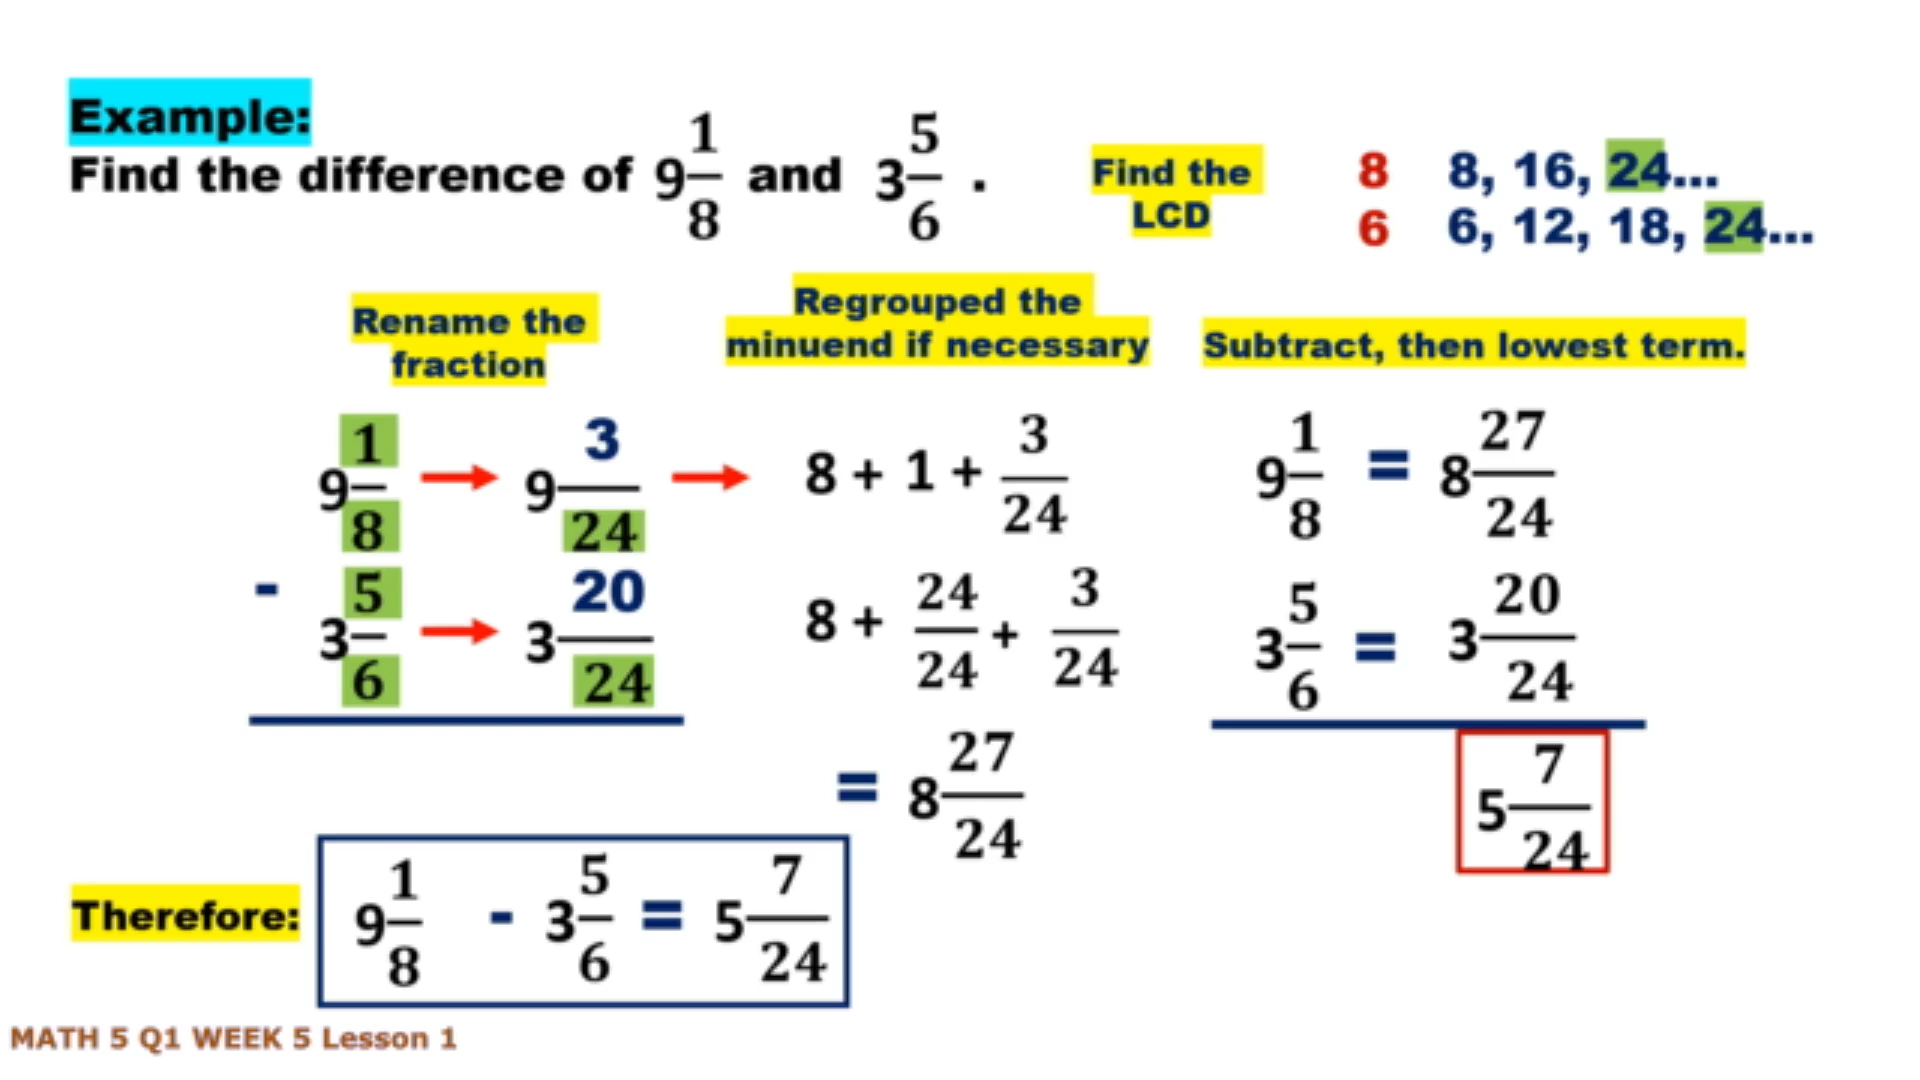 Example:
Find the difference of 9 1/8 and 3 5/6 .
Find the
LCD
8 8, 16, 24...
6 6, 12, 18, 24...
Rename the
fraction
9 1/8 → 9 3/24
- 3 5/6 → 3 20/24
Regrouped the
minuend if necessary
→ 8 + 1 + 3/24
8 + 24/24 + 3/24
= 8 27/24
Subtract, then lowest term.
9 1/8 = 8 27/24
3 5/6 = 3 20/24
5 7/24
Therefore: 9 1/8 - 3 5/6 = 5 7/24
MATH 5 Q1 WEEK 5 Lesson 1